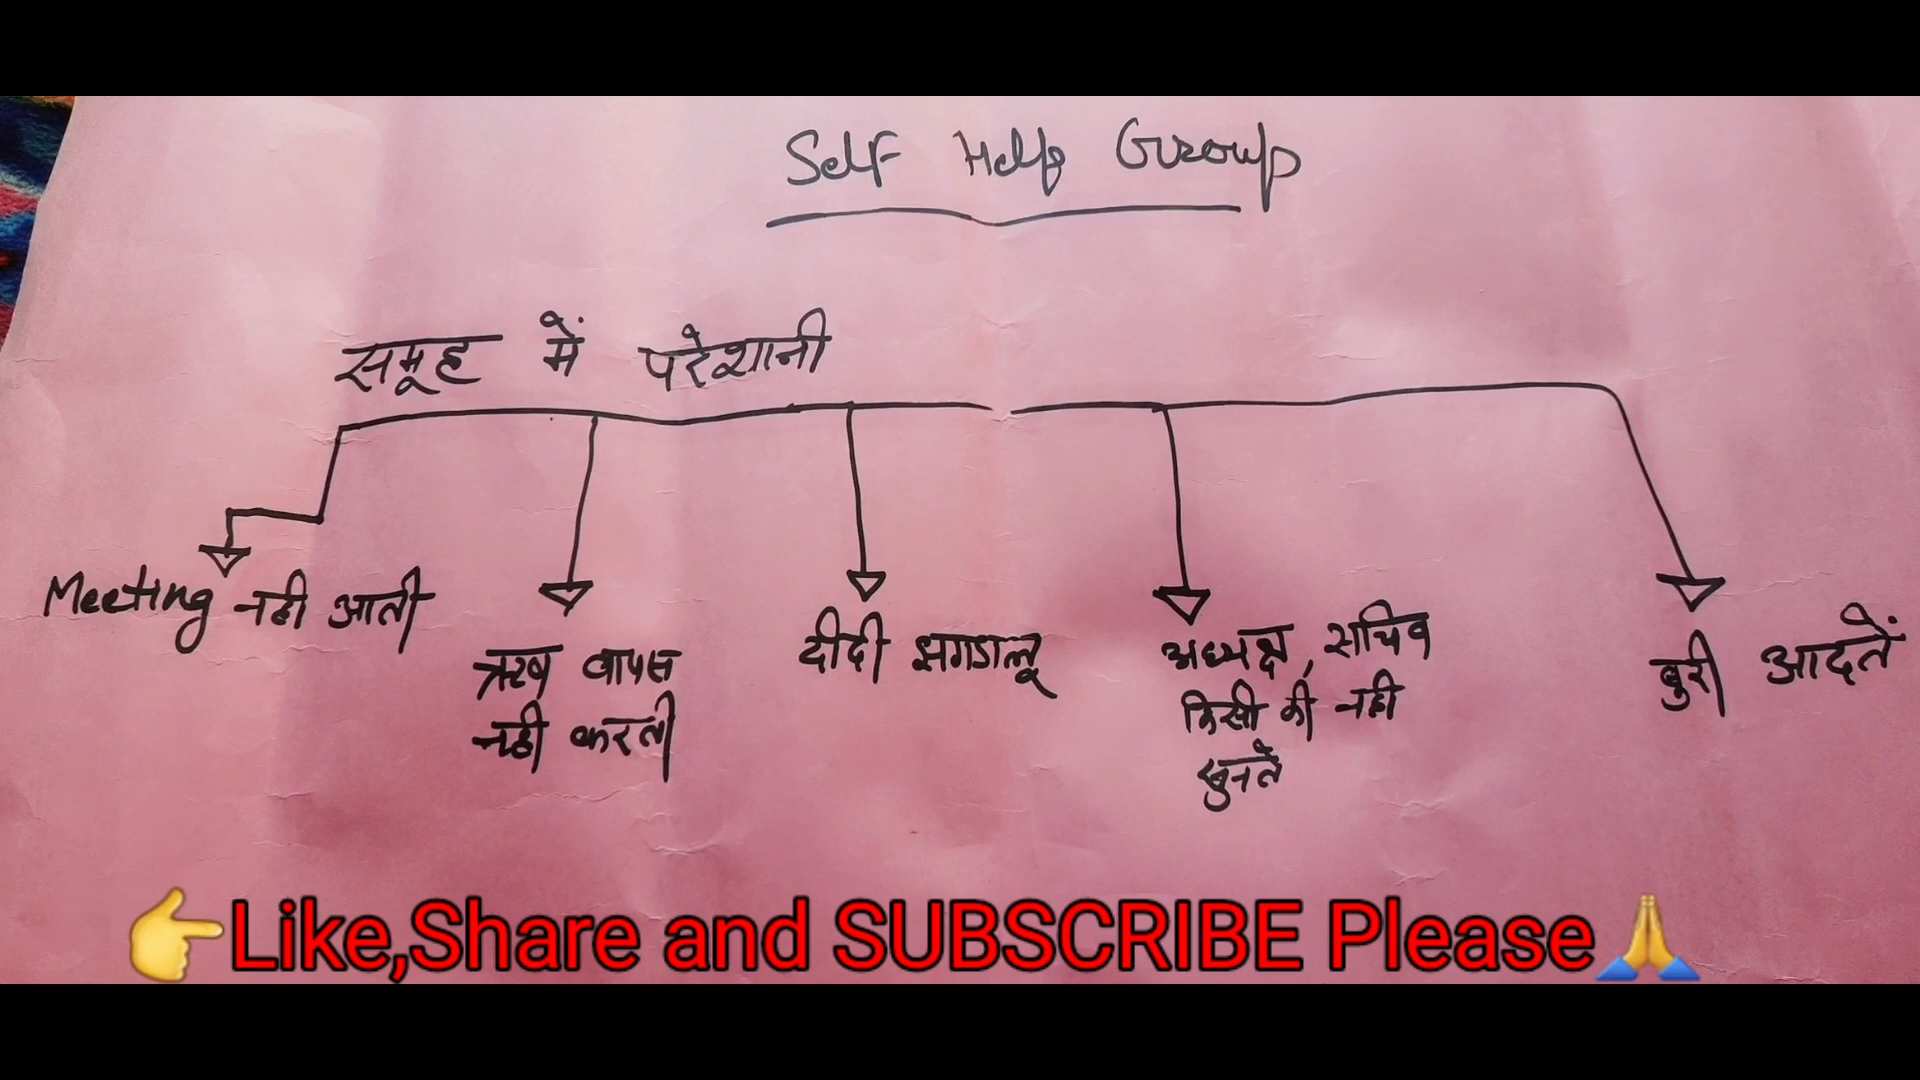 Self Help Group
समूह में परेशानी
Meeting नही आती
ऋण वापस
नही करती
दीदी झगडालू
अध्यक्ष, सचिव
किसी की नही
सुनते
बुरी आदतें
👉Like,Share and SUBSCRIBE Please🙏